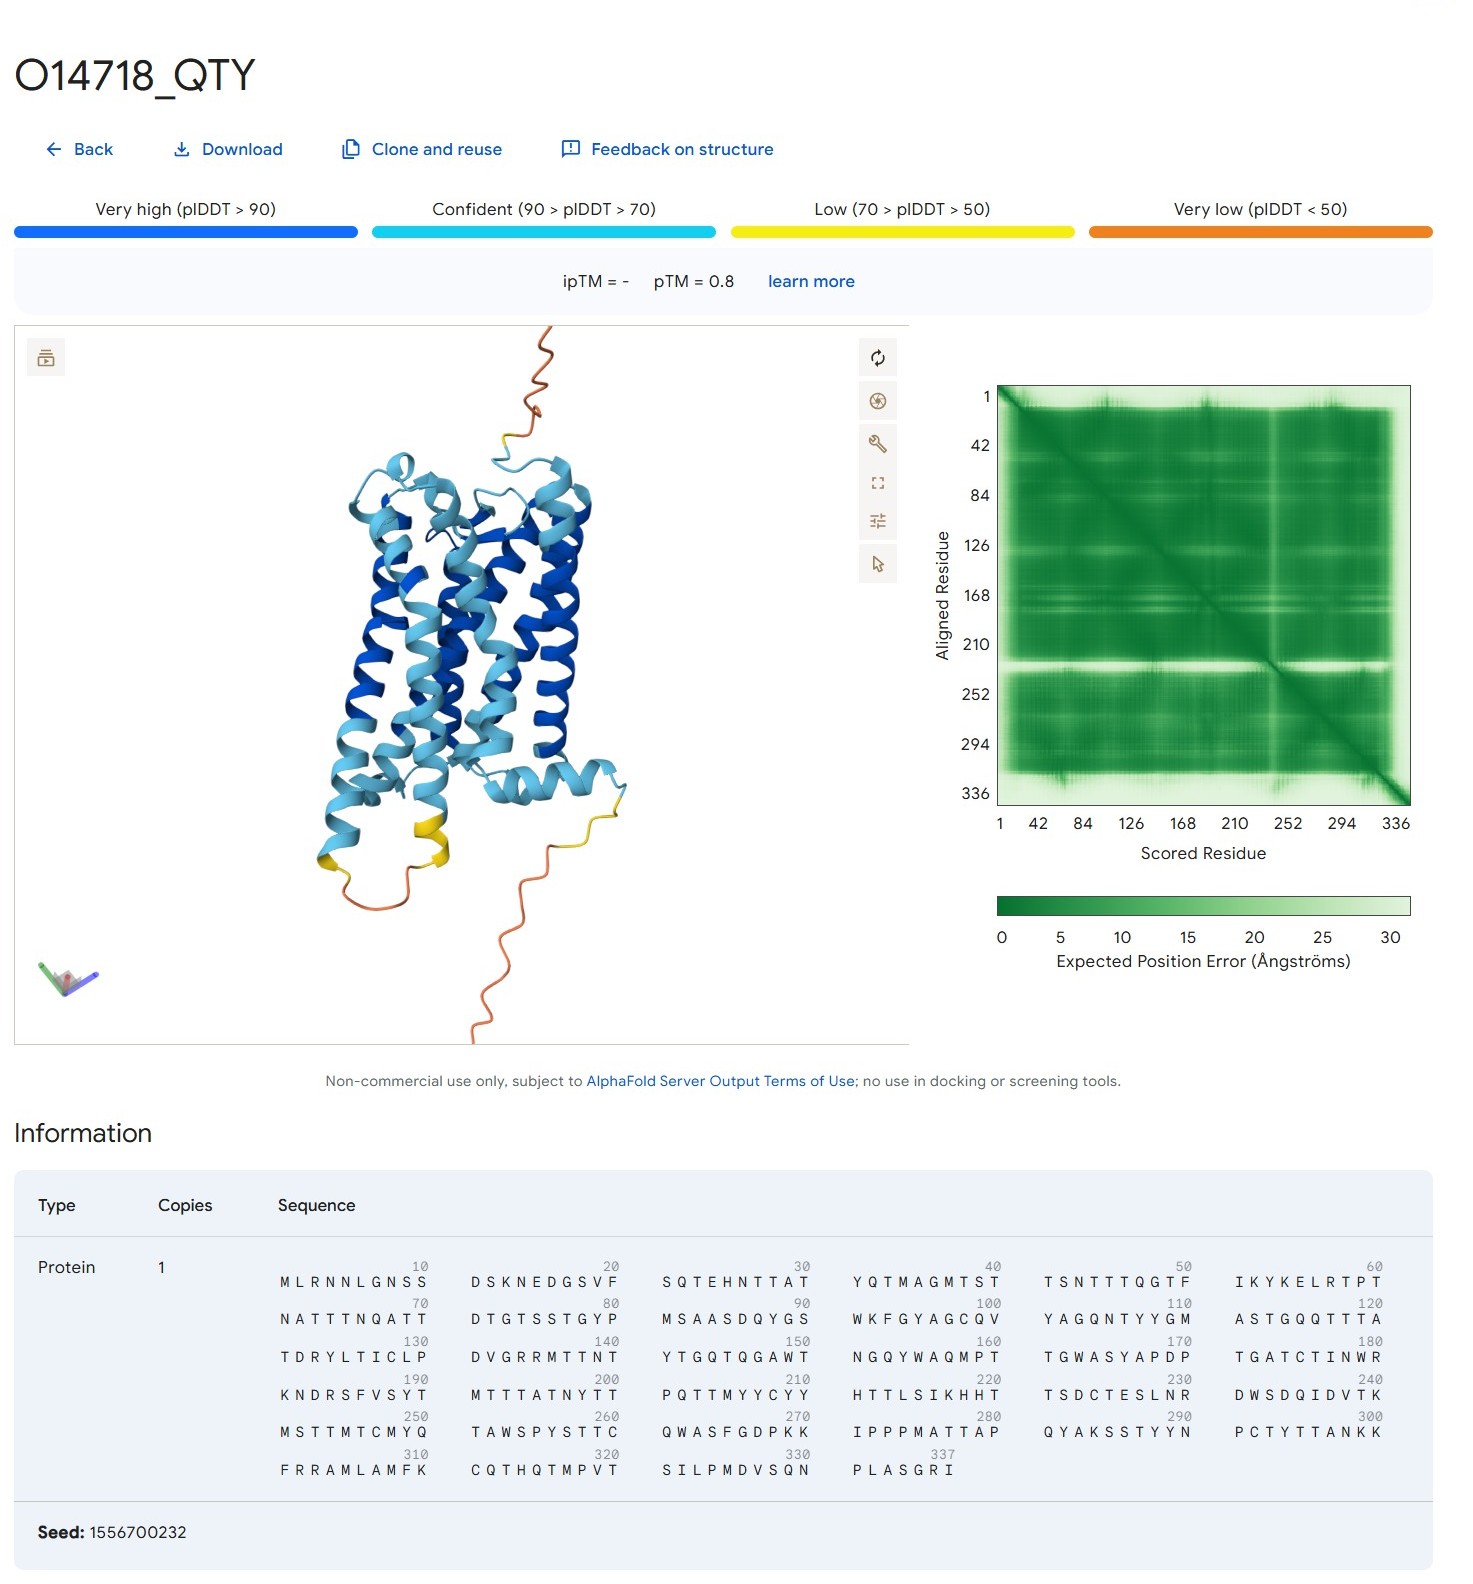 O14718_QTY
Back Download Clone and reuse Feedback on structure
Very high (plDDT > 90) Confident (90 > plDDT > 70) Low (70 > plDDT > 50) Very low (plDDT < 50)
ipTM = - pTM = 0.8 learn more
1
42
84
126
168
210
252
294
336
Aligned Residue
1 42 84 126 168 210 252 294 336
Scored Residue
0 5 10 15 20 25 30
Expected Position Error (Ångströms)
Non-commercial use only, subject to AlphaFold Server Output Terms of Use; no use in docking or screening tools.
Information
Type Copies Sequence
10 20 30 40 50 60
Protein 1 MLRNNLGNSS DSKNEDGSVF SQTEHNTTAT YQTMAGMTST TSNTTTQGTF IKYKELRTPT
70 80 90 100 110 120
NATTTNQATT DTGTSSTGYP MSAASDQYGS WKFGYAGCQV YAGQNTYYGM ASTGQQTTTA
130 140 150 160 170 180
TDRYLTICLP DVGRRMTTNT YTGQTQGAWT NGQYWAQMPT TGWASYAPDP TGATCTINWR
190 200 210 220 230 240
KNDRSFVSYT MTTTATNYTT PQTTMYYCYY HTTLSIKHHT TSDCTESLNR DWSDQIDVTK
250 260 270 280 290 300
MSTTMTCMYQ TAWSPYSTTC QWASFGDPKK IPPPMATTAP QYAKSSTYYN PCTYTTANKK
310 320 330 337
FRRAMLAMFK CQTHQTMPVT SILPMDVSQN PLASGRI
Seed: 1556700232